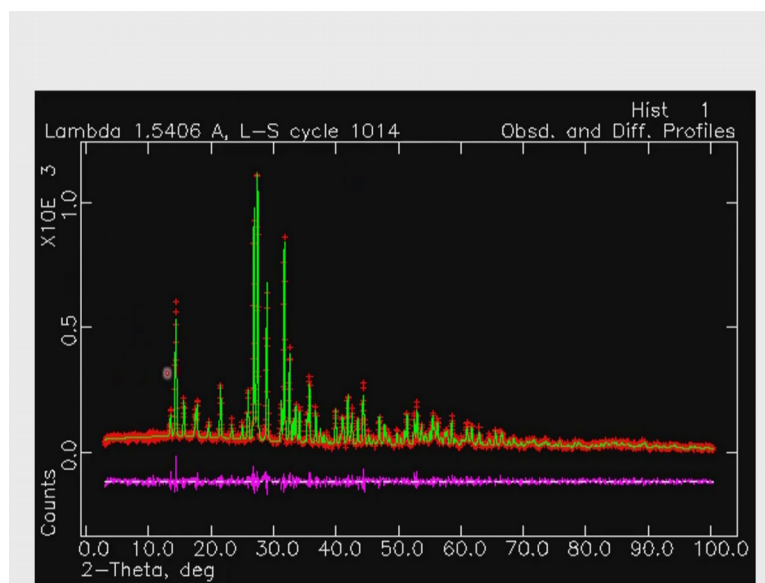 Hist 1
Lambda 1.5406 A, L-S cycle 1014 Obsd. and Diff. Profiles
X10E 3
1.0
0.5
0.0
Counts
0.0 10.0 20.0 30.0 40.0 50.0 60.0 70.0 80.0 90.0 100.0
2-Theta, deg